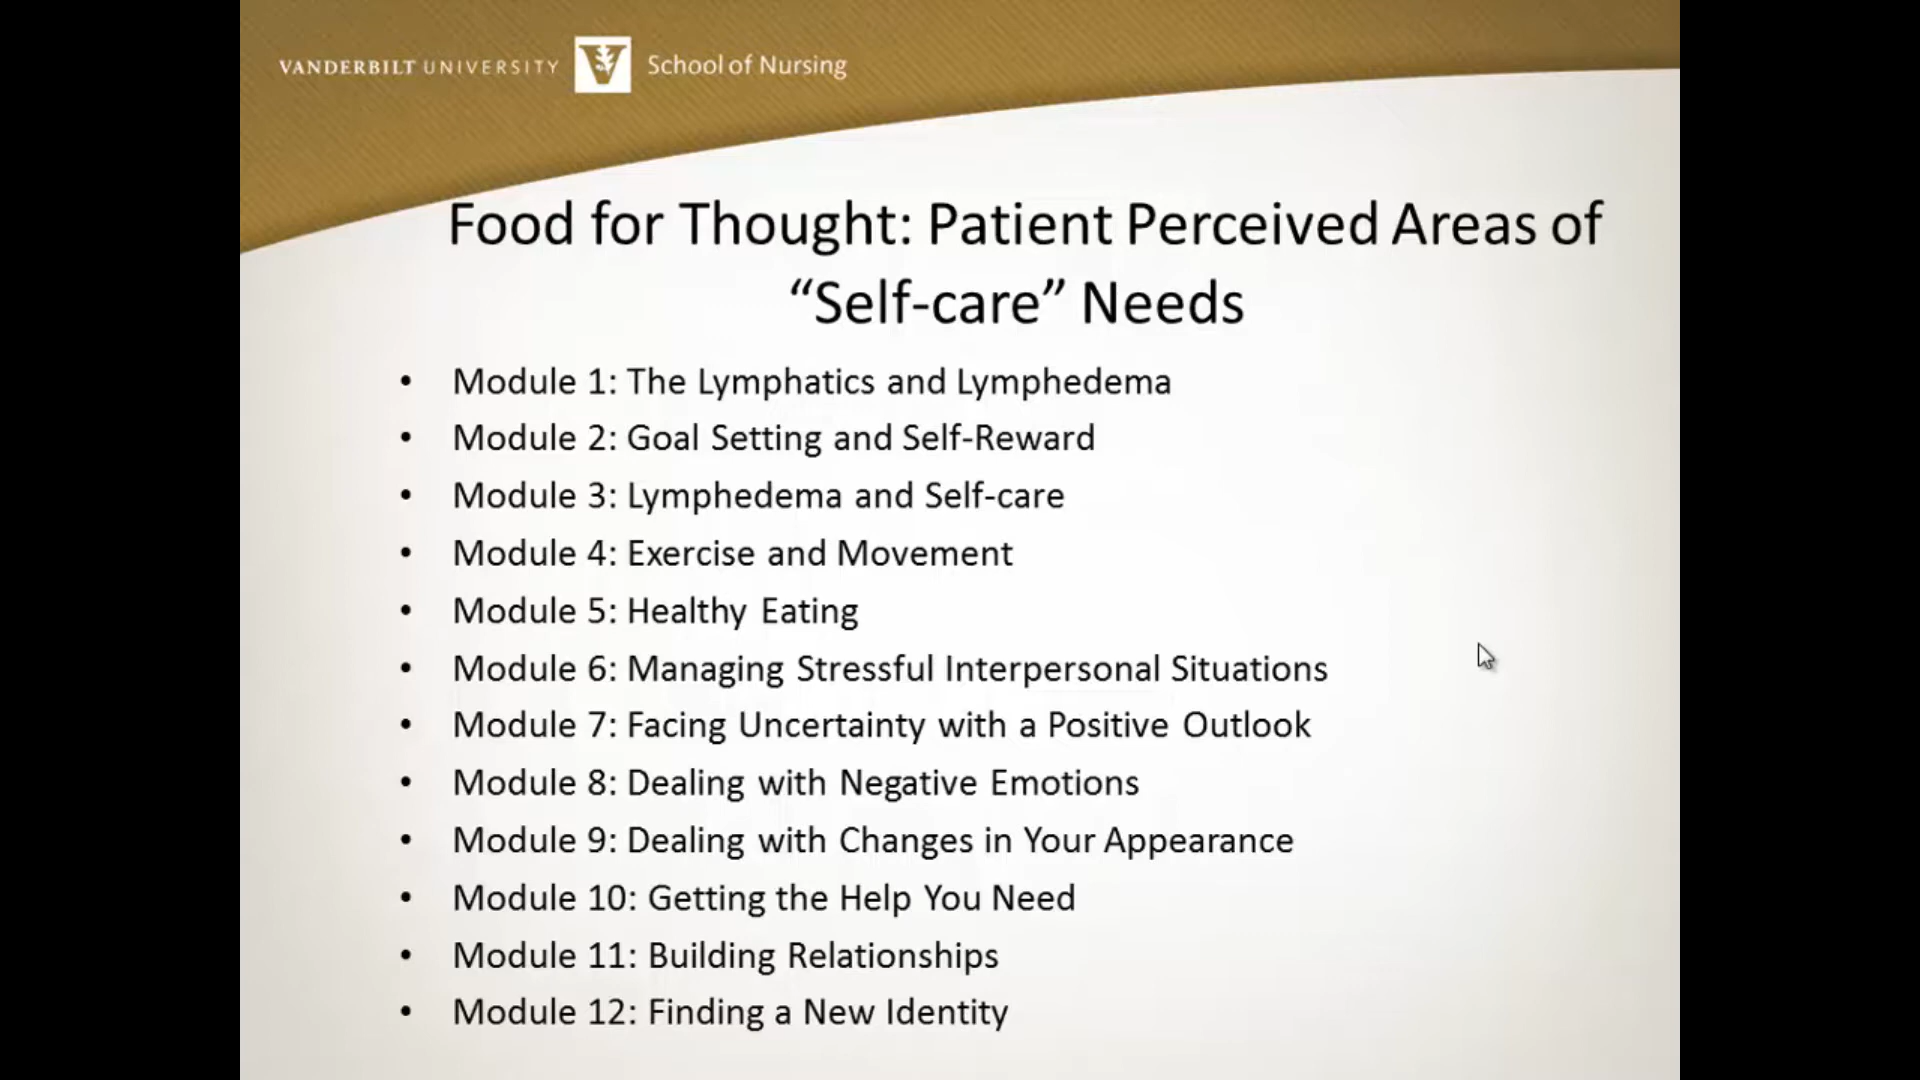 VANDERBILT UNIVERSITY V School of Nursing
Food for Thought: Patient Perceived Areas of
“Self-care” Needs
• Module 1: The Lymphatics and Lymphedema
• Module 2: Goal Setting and Self-Reward
• Module 3: Lymphedema and Self-care
• Module 4: Exercise and Movement
• Module 5: Healthy Eating
• Module 6: Managing Stressful Interpersonal Situations
• Module 7: Facing Uncertainty with a Positive Outlook
• Module 8: Dealing with Negative Emotions
• Module 9: Dealing with Changes in Your Appearance
• Module 10: Getting the Help You Need
• Module 11: Building Relationships
• Module 12: Finding a New Identity